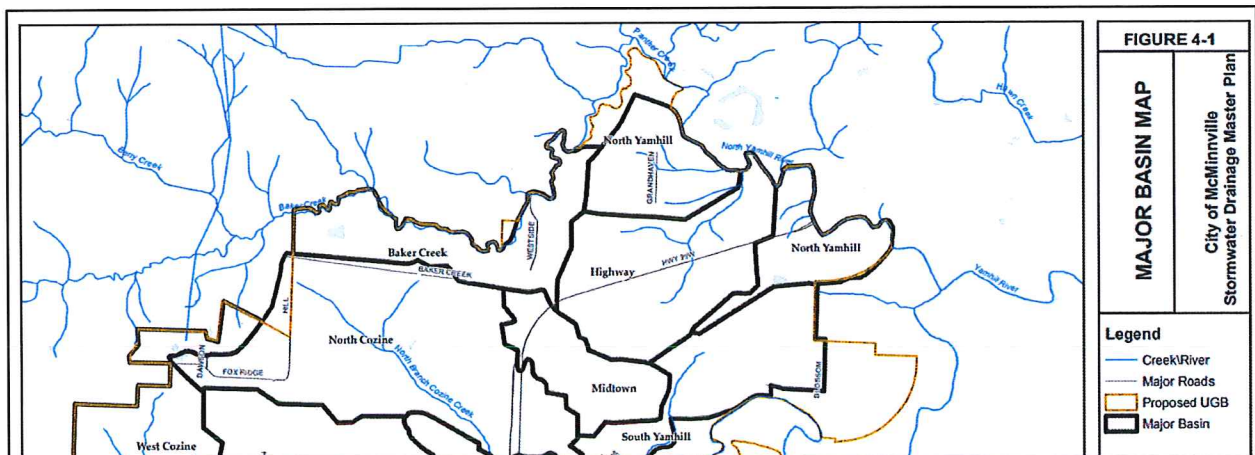 FIGURE 4-1
MAJOR BASIN MAP
City of McMinnville
Stormwater Drainage Master Plan
Legend
Creek\River
Major Roads
Proposed UGB
Major Basin
Panther Creek
Hawn Creek
North Yamhill
North Yamhill River
GRANDHAVEN
Berry Creek
Baker Creek
WESTSIDE
North Yamhill
Baker Creek
BAKER CREEK
Highway
HWY 99W
Yamhill River
HILL
North Cozine
North Branch Cozine Creek
FOX RIDGE
Midtown
South Yamhill
West Cozine